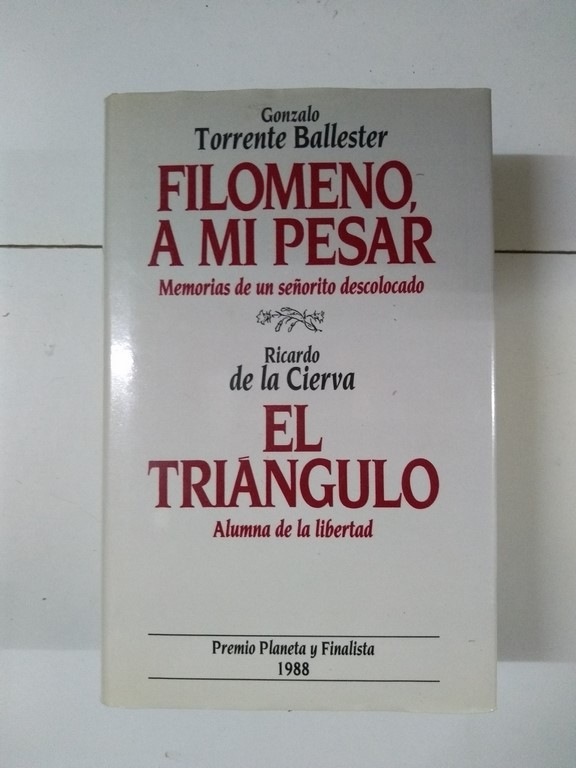 Gonzalo
Torrente Ballester
FILOMENO,
A MI PESAR
Memorias de un señorito descolocado
Ricardo
de la Cierva
EL
TRIÁNGULO
Alumna de la libertad
Premio Planeta y Finalista
1988